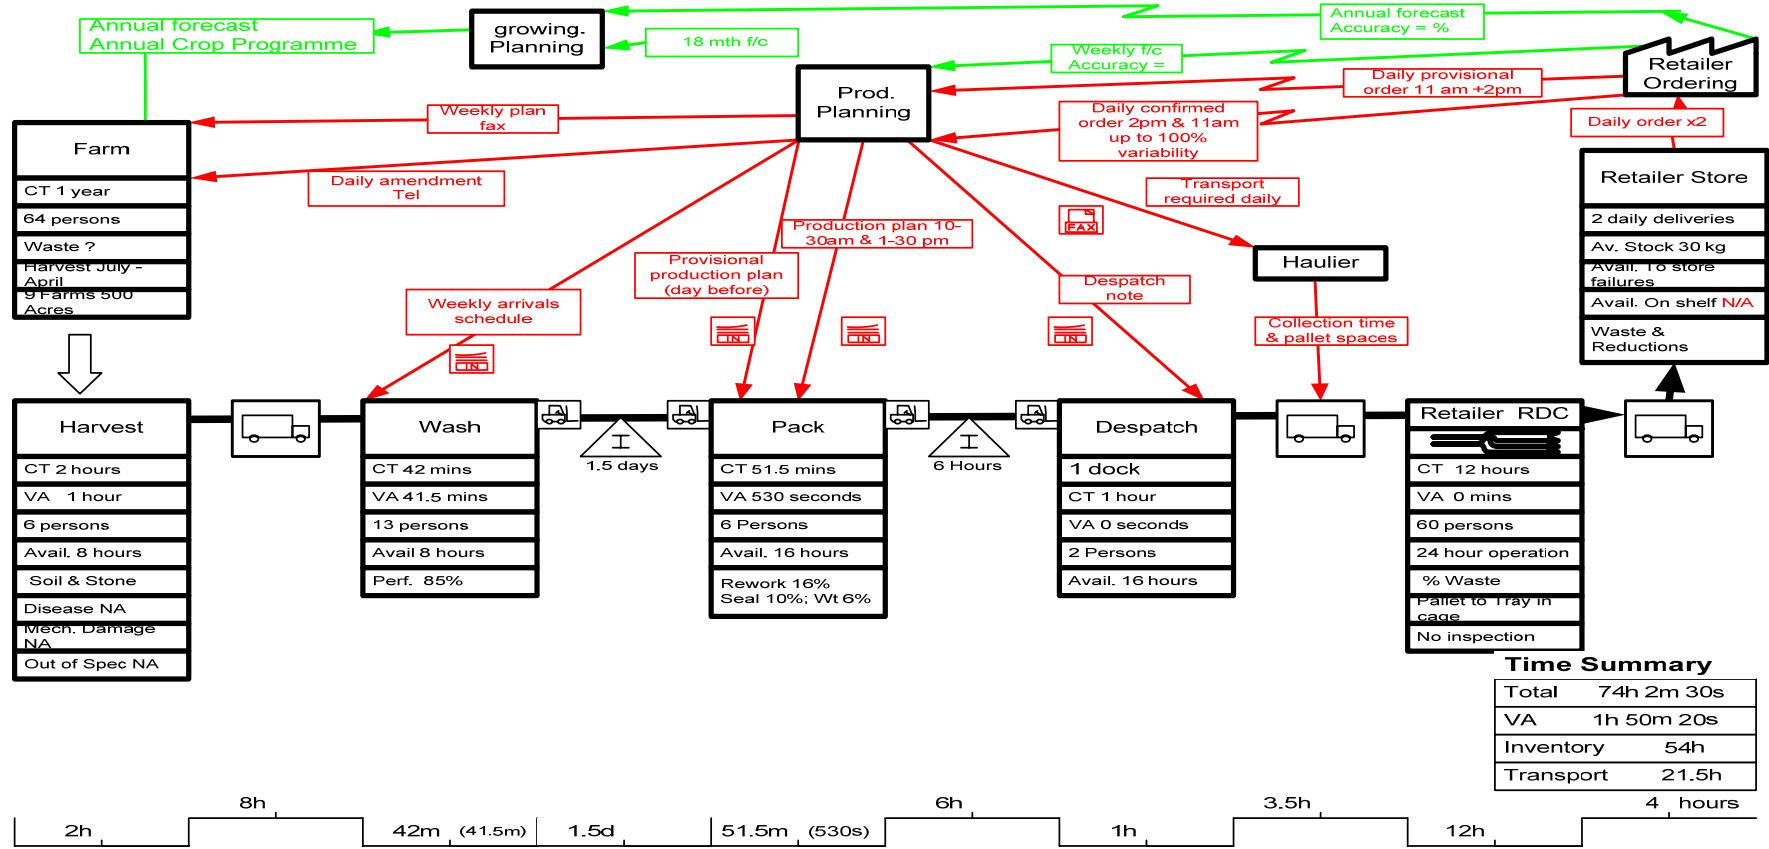 Annual forecast
Annual Crop Programme
growing.
Planning
18 mth f/c
Annual forecast
Accuracy = %
Weekly f/c
Accuracy =
Retailer
Ordering
Prod.
Planning
Daily provisional
order 11 am +2pm
Daily confirmed
order 2pm & 11am
up to 100%
variability
Daily order x2
Weekly plan
fax
Daily amendment
Tel
Transport
required daily
Production plan 10-
30am & 1-30 pm
Provisional
production plan
(day before)
Weekly arrivals
schedule
FAX
Despatch
note
Haulier
Collection time
& pallet spaces
IN
IN
IN
IN
Farm
CT 1 year
64 persons
Waste ?
Harvest July -
April
9 Farms 500
Acres
Retailer Store
2 daily deliveries
Av. Stock 30 kg
Avail. To store
failures
Avail. On shelf N/A
Waste &
Reductions
Harvest
CT 2 hours
VA 1 hour
6 persons
Avail. 8 hours
Soil & Stone
Disease NA
Mech. Damage
NA
Out of Spec NA
Wash
CT 42 mins
VA 41.5 mins
13 persons
Avail 8 hours
Perf. 85%
I
1.5 days
Pack
CT 51.5 mins
VA 530 seconds
6 Persons
Avail. 16 hours
Rework 16%
Seal 10%; Wt 6%
I
6 Hours
Despatch
1 dock
CT 1 hour
VA 0 seconds
2 Persons
Avail. 16 hours
Retailer RDC
CT 12 hours
VA 0 mins
60 persons
24 hour operation
% Waste
Pallet to Tray in
cage
No inspection
Time Summary
Total 74h 2m 30s
VA 1h 50m 20s
Inventory 54h
Transport 21.5h
8h 6h 3.5h 4 hours
2h 42m (41.5m) 1.5d 51.5m (530s) 1h 12h